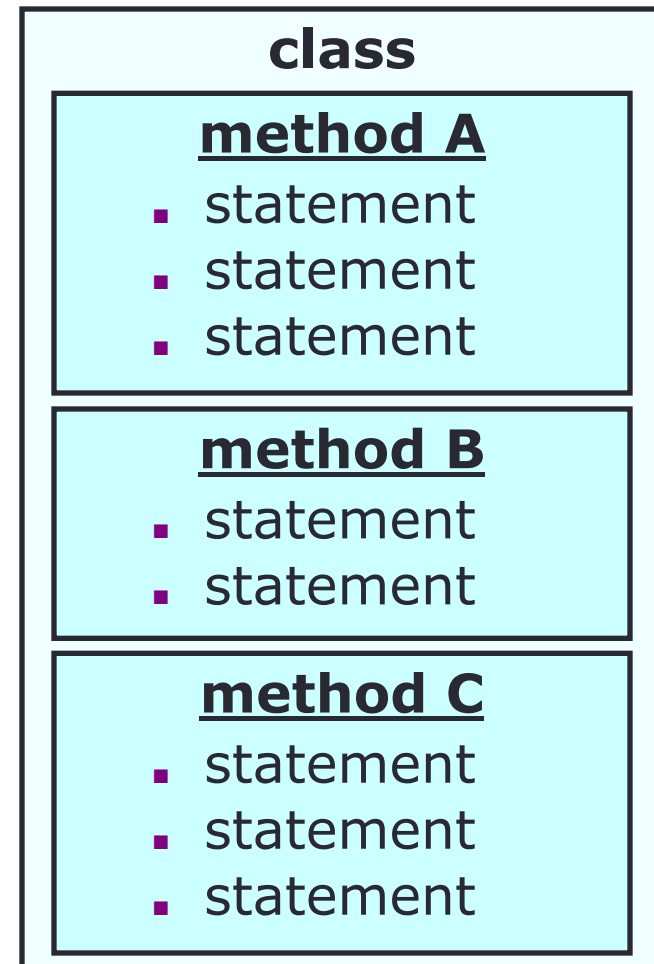 class
method A
▪ statement
▪ statement
▪ statement
method B
▪ statement
▪ statement
method C
▪ statement
▪ statement
▪ statement